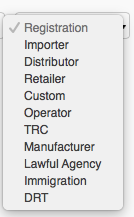 Registration
Importer
Distributor
Retailer
Custom
Operator
TRC
Manufacturer
Lawful Agency
Immigration
DRT